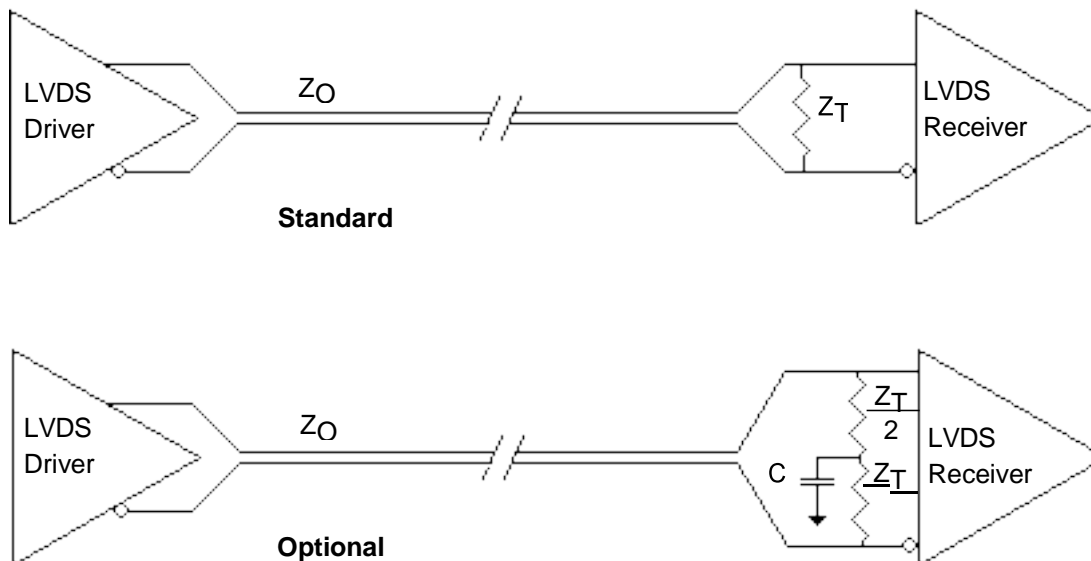 LVDS
Driver
ZO
ZT
LVDS
Receiver
Standard
LVDS
Driver
ZO
C
ZT
2
ZT
LVDS
Receiver
Optional